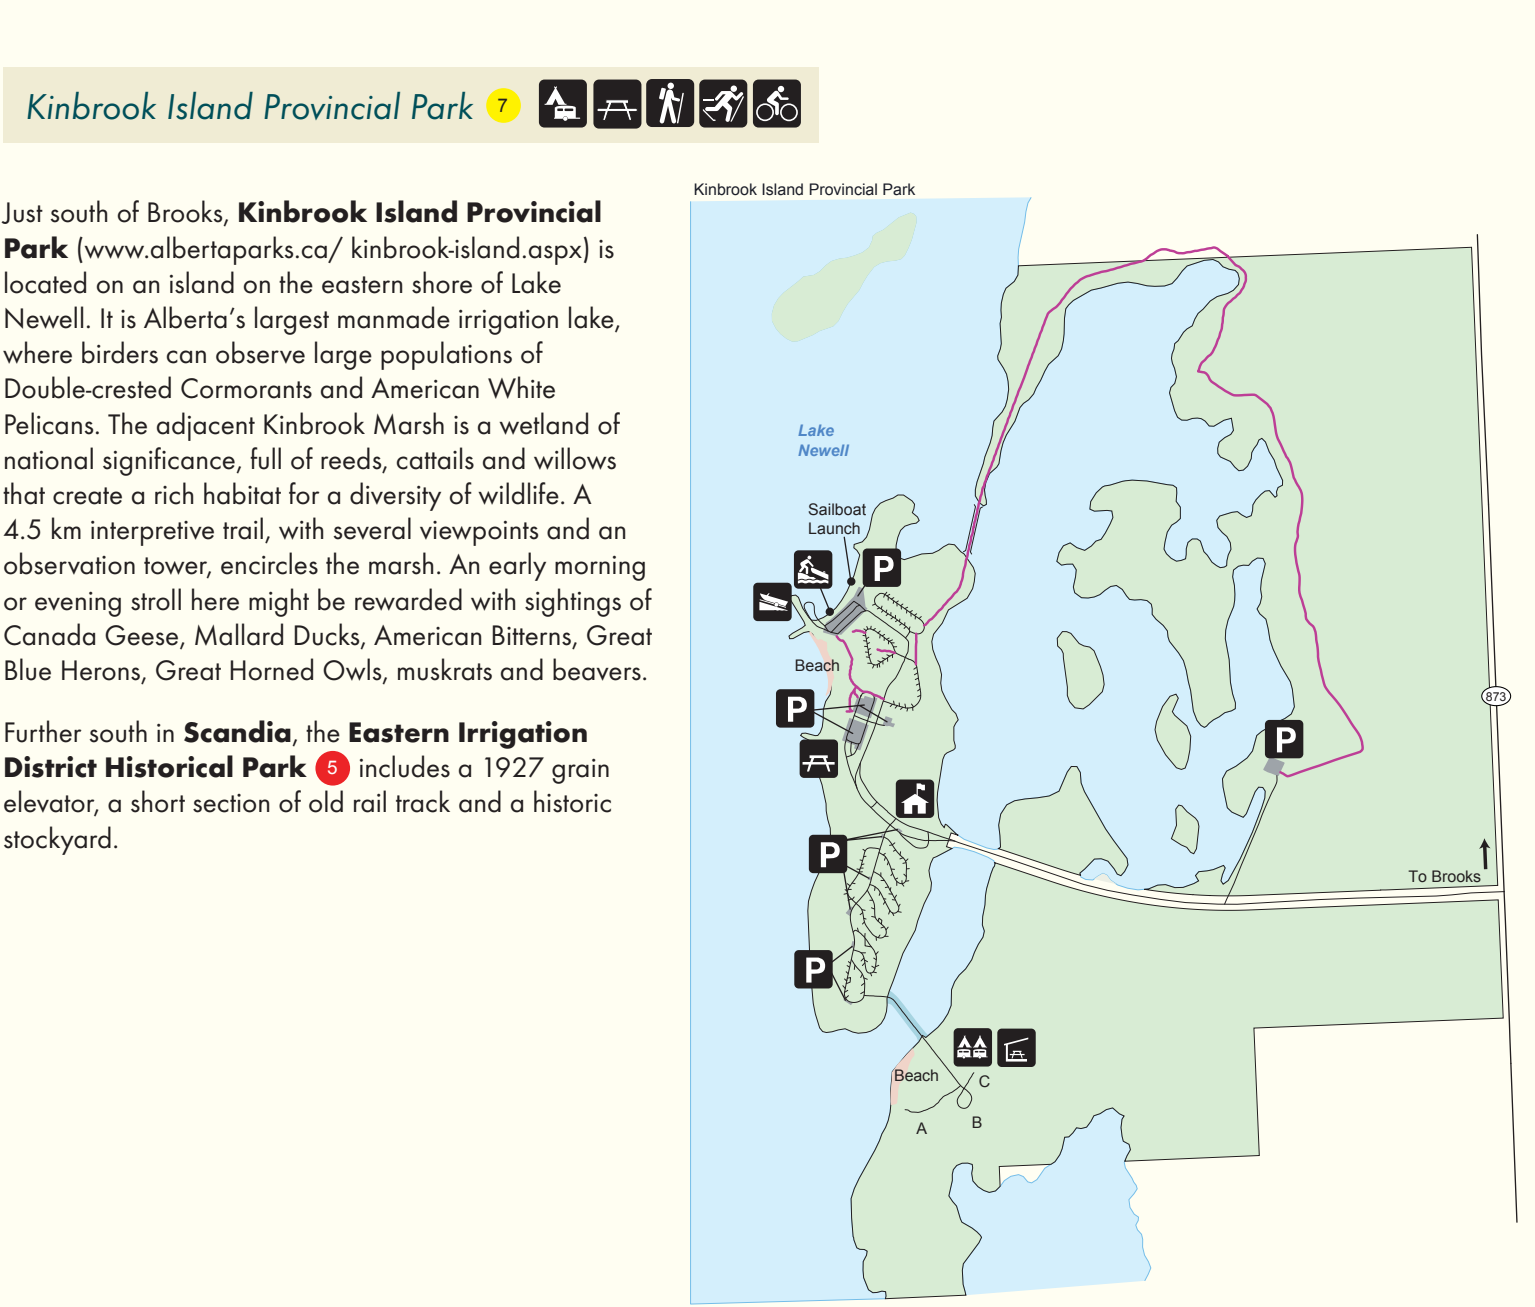 Kinbrook Island Provincial Park 7
Just south of Brooks, Kinbrook Island Provincial
Park (www.albertaparks.ca/ kinbrook-island.aspx) is
located on an island on the eastern shore of Lake
Newell. It is Alberta’s largest manmade irrigation lake,
where birders can observe large populations of
Double-crested Cormorants and American White
Pelicans. The adjacent Kinbrook Marsh is a wetland of
national significance, full of reeds, cattails and willows
that create a rich habitat for a diversity of wildlife. A
4.5 km interpretive trail, with several viewpoints and an
observation tower, encircles the marsh. An early morning
or evening stroll here might be rewarded with sightings of
Canada Geese, Mallard Ducks, American Bitterns, Great
Blue Herons, Great Horned Owls, muskrats and beavers.
Further south in Scandia, the Eastern Irrigation
District Historical Park 5 includes a 1927 grain
elevator, a short section of old rail track and a historic
stockyard.
Kinbrook Island Provincial Park
Lake
Newell
Sailboat
Launch
P
Beach
P
873
P
P
To Brooks
P
Beach
C
B
A